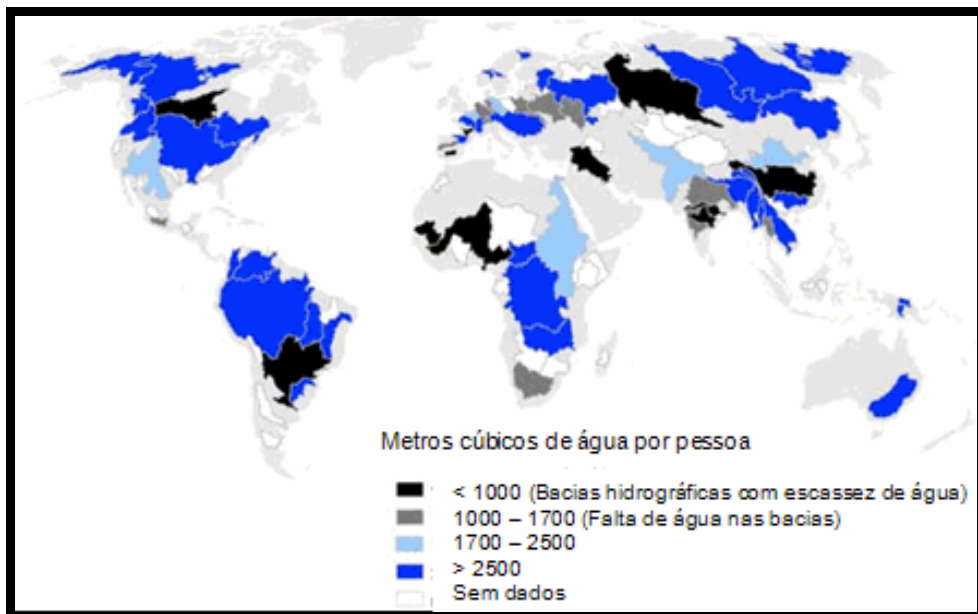 Metros cúbicos de água por pessoa
< 1000 (Bacias hidrográficas com escassez de água)
1000 – 1700 (Falta de água nas bacias)
1700 – 2500
> 2500
Sem dados